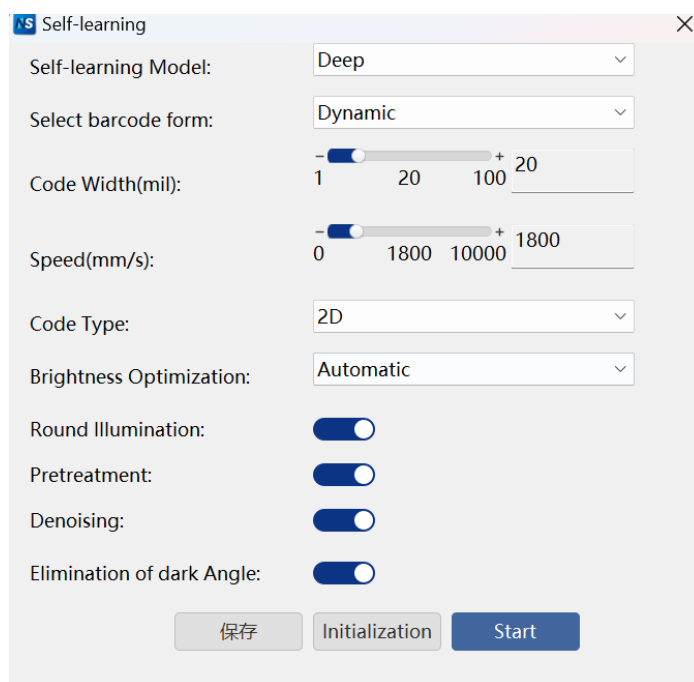 NS Self-learning
Self-learning Model: Deep
Select barcode form: Dynamic
Code Width(mil): 1 20 100 20
Speed(mm/s): 0 1800 10000 1800
Code Type: 2D
Brightness Optimization: Automatic
Round Illumination:
Pretreatment:
Denoising:
Elimination of dark Angle:
保存 Initialization Start